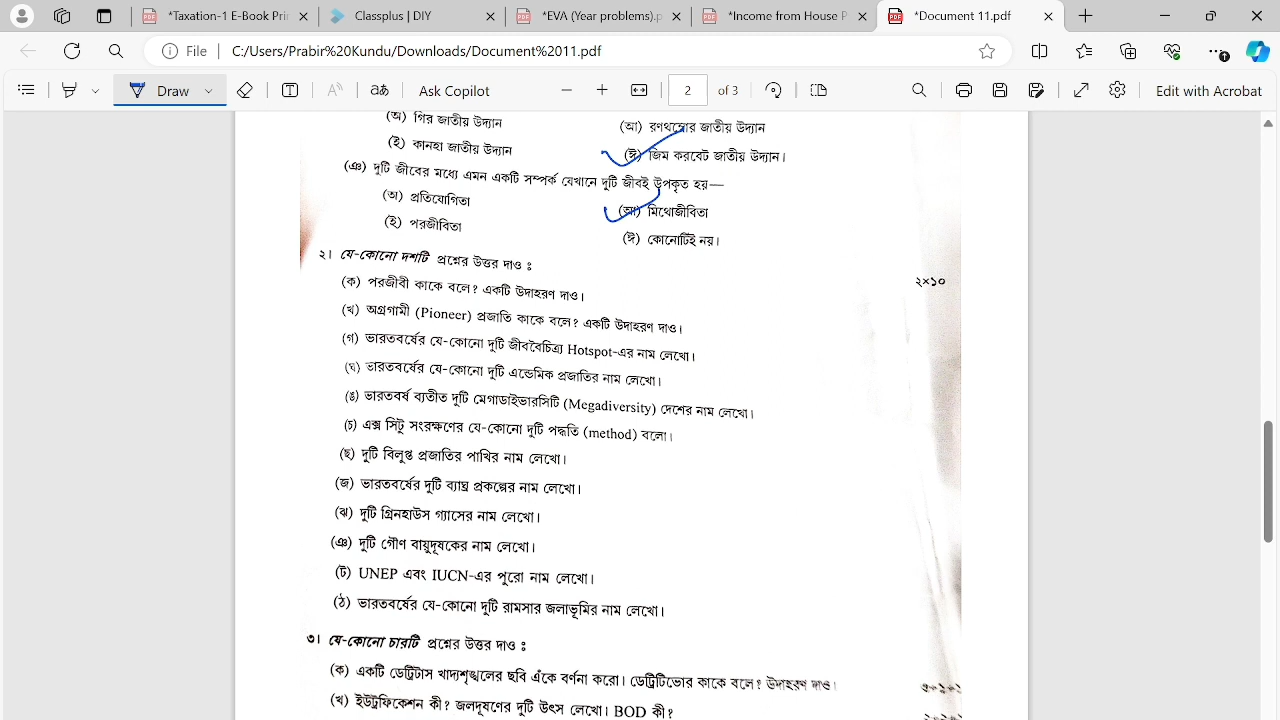 *Taxation-1 E-Book Prin
Classplus | DIY
*EVA (Year problems).p
*Income from House P
*Document 11.pdf
File
C:/Users/Prabir%20Kundu/Downloads/Document%2011.pdf
Draw
Ask Copilot
2 of 3
Edit with Acrobat
(অ) গির জাতীয় উদ্যান
(আ) রণথম্বোর জাতীয় উদ্যান
(ই) কানহা জাতীয় উদ্যান
(ঈ) জিম করবেট জাতীয় উদ্যান।
(ঞ) দুটি জীবের মধ্যে এমন একটি সম্পর্ক যেখানে দুটি জীবই উপকৃত হয়—
(অ) প্রতিযোগিতা
(আ) মিথোজীবিতা
(ই) পরজীবিতা
(ঈ) কোনোটিই নয়।
২। যে-কোনো দশটি প্রশ্নের উত্তর দাও :
২×১০
(ক) পরজীবী কাকে বলে? একটি উদাহরণ দাও।
(খ) অগ্রগামী (Pioneer) প্রজাতি কাকে বলে? একটি উদাহরণ দাও।
(গ) ভারতবর্ষের যে-কোনো দুটি জীববৈচিত্র্য Hotspot-এর নাম লেখো।
(ঘ) ভারতবর্ষের যে-কোনো দুটি এন্ডেমিক প্রজাতির নাম লেখো।
(ঙ) ভারতবর্ষ ব্যতীত দুটি মেগাডাইভারসিটি (Megadiversity) দেশের নাম লেখো।
(চ) এক্স সিটু সংরক্ষণের যে-কোনো দুটি পদ্ধতি (method) বলো।
(ছ) দুটি বিলুপ্ত প্রজাতির পাখির নাম লেখো।
(জ) ভারতবর্ষের দুটি ব্যাঘ্র প্রকল্পের নাম লেখো।
(ঝ) দুটি গ্রিনহাউস গ্যাসের নাম লেখো।
(ঞ) দুটি গৌণ বায়ুদূষকের নাম লেখো।
(ট) UNEP এবং IUCN-এর পুরো নাম লেখো।
(ঠ) ভারতবর্ষের যে-কোনো দুটি রামসার জলাভূমির নাম লেখো।
৩। যে-কোনো চারটি প্রশ্নের উত্তর দাও :
(ক) একটি ডেট্রিটাস খাদ্যশৃঙ্খলের ছবি এঁকে বর্ণনা করো। ডেট্রিটিভোর কাকে বলে? উদাহরণ দাও।
(খ) ইউট্রফিকেশন কী? জলদূষণের দুটি উৎস লেখো। BOD কী?